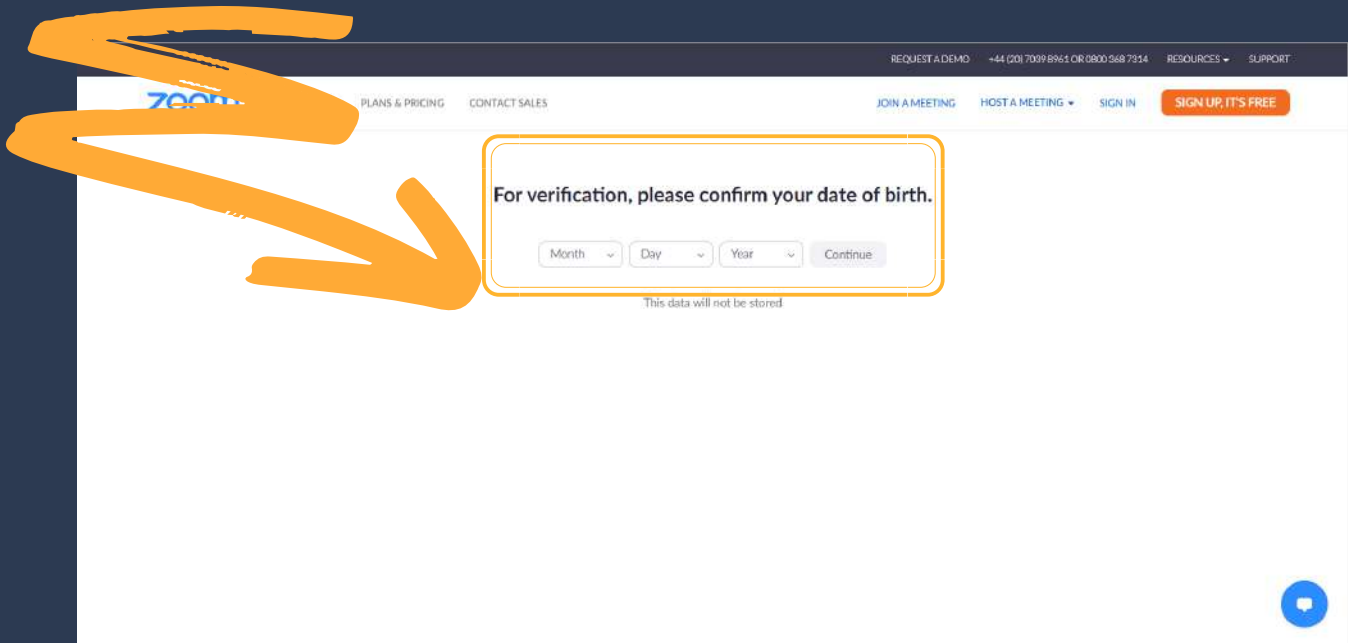 REQUEST A DEMO +44 (20) 7039 8961 OR 0800 368 7314 RESOURCES SUPPORT
zoom PLANS & PRICING CONTACT SALES JOIN A MEETING HOST A MEETING SIGN IN SIGN UP, IT'S FREE
For verification, please confirm your date of birth.
Month Day Year Continue
This data will not be stored